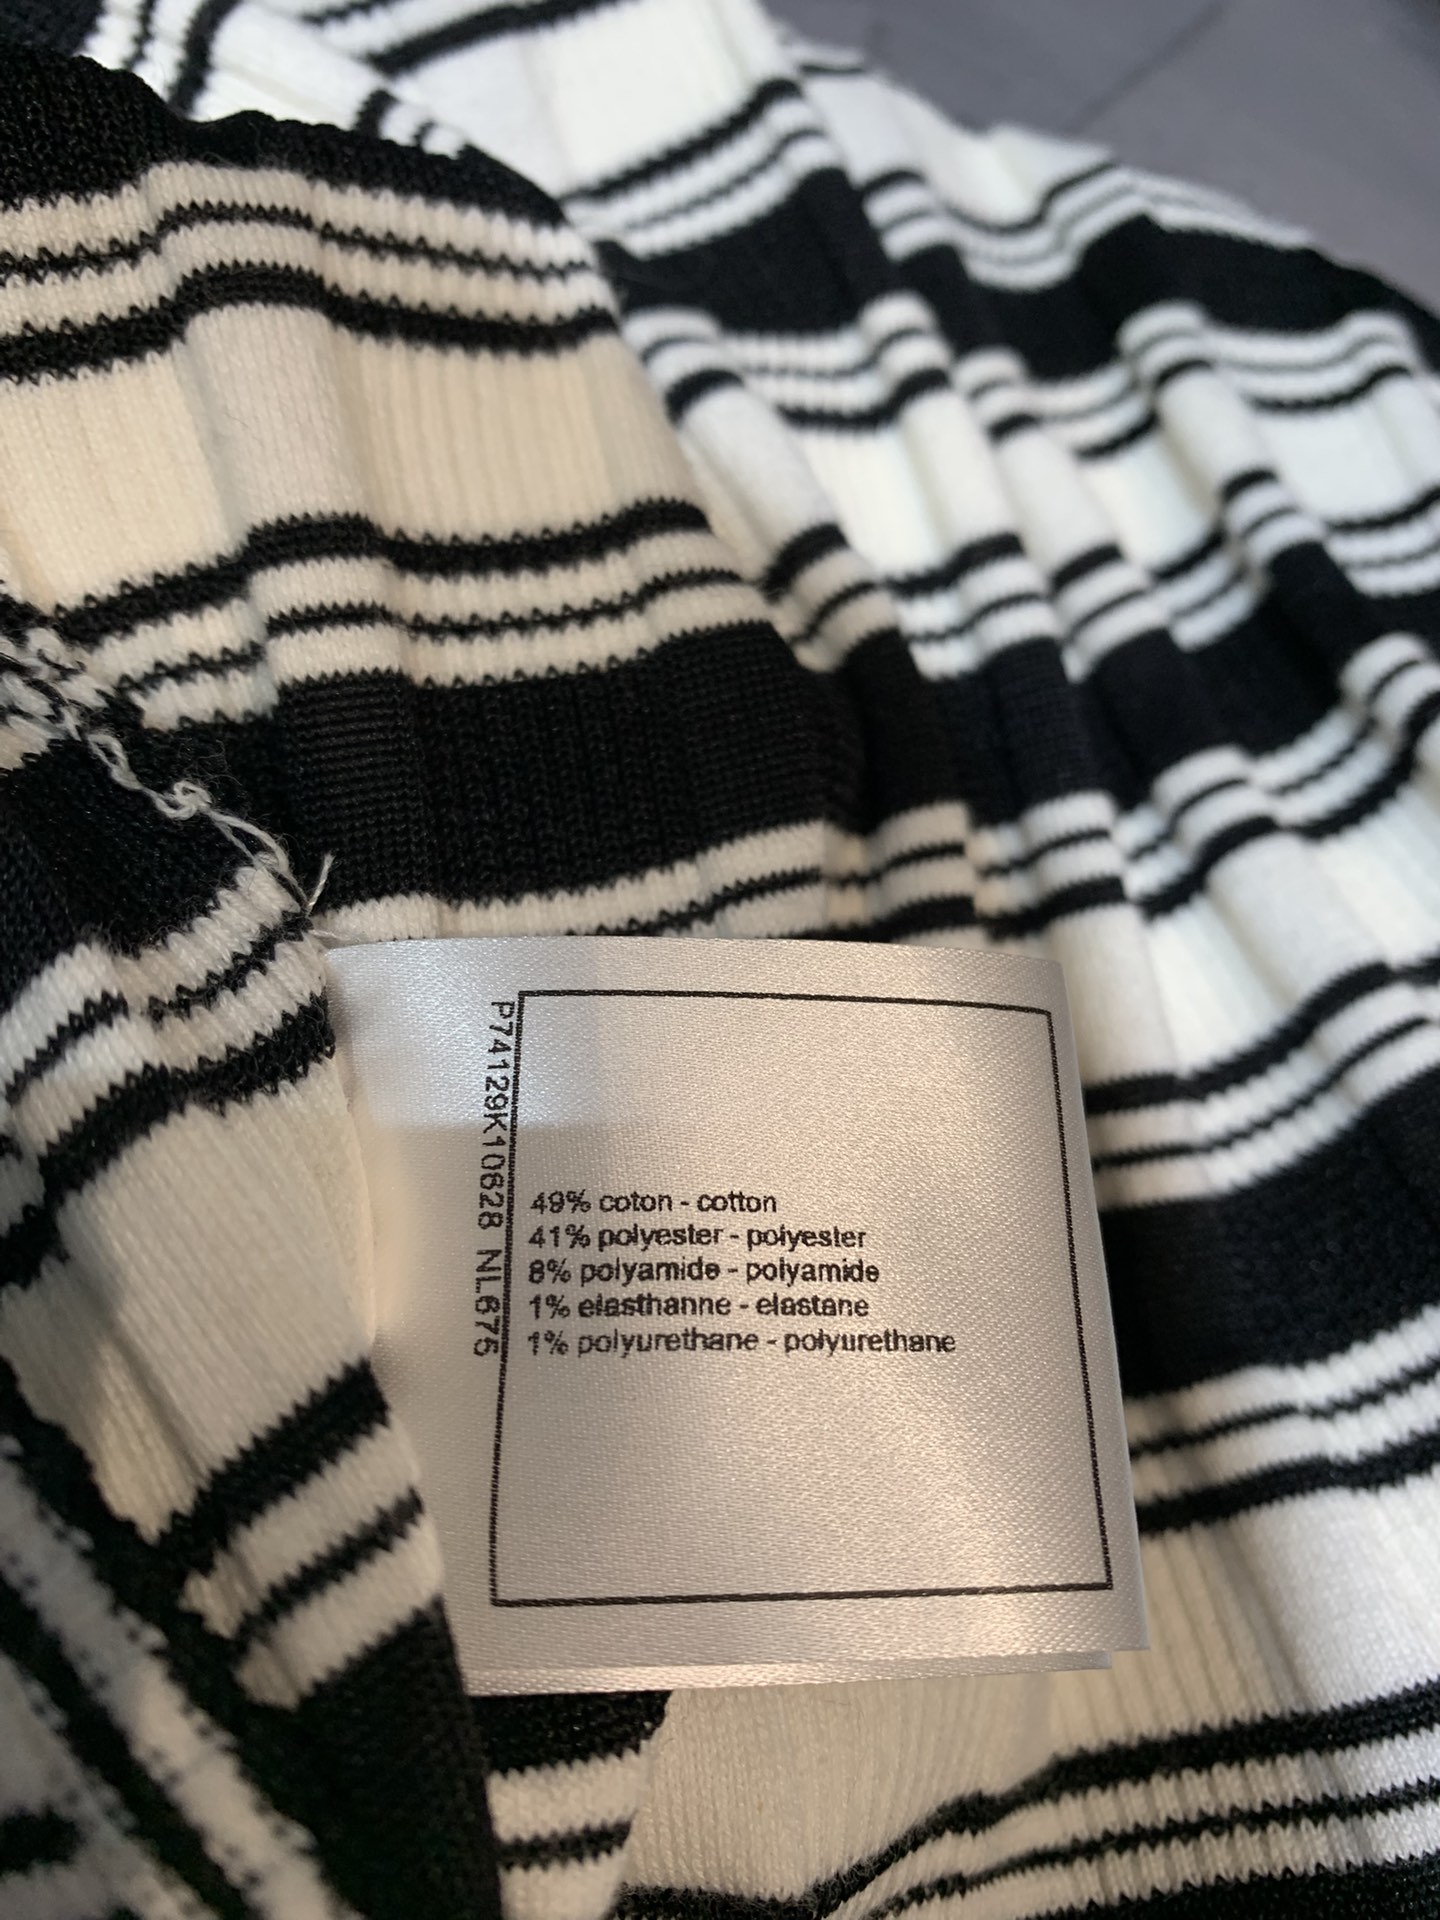 P74129K10628 NL675
49% coton - cotton
41% polyester - polyester
8% polyamide - polyamide
1% elasthanne - elastane
1% polyurethane - polyurethane